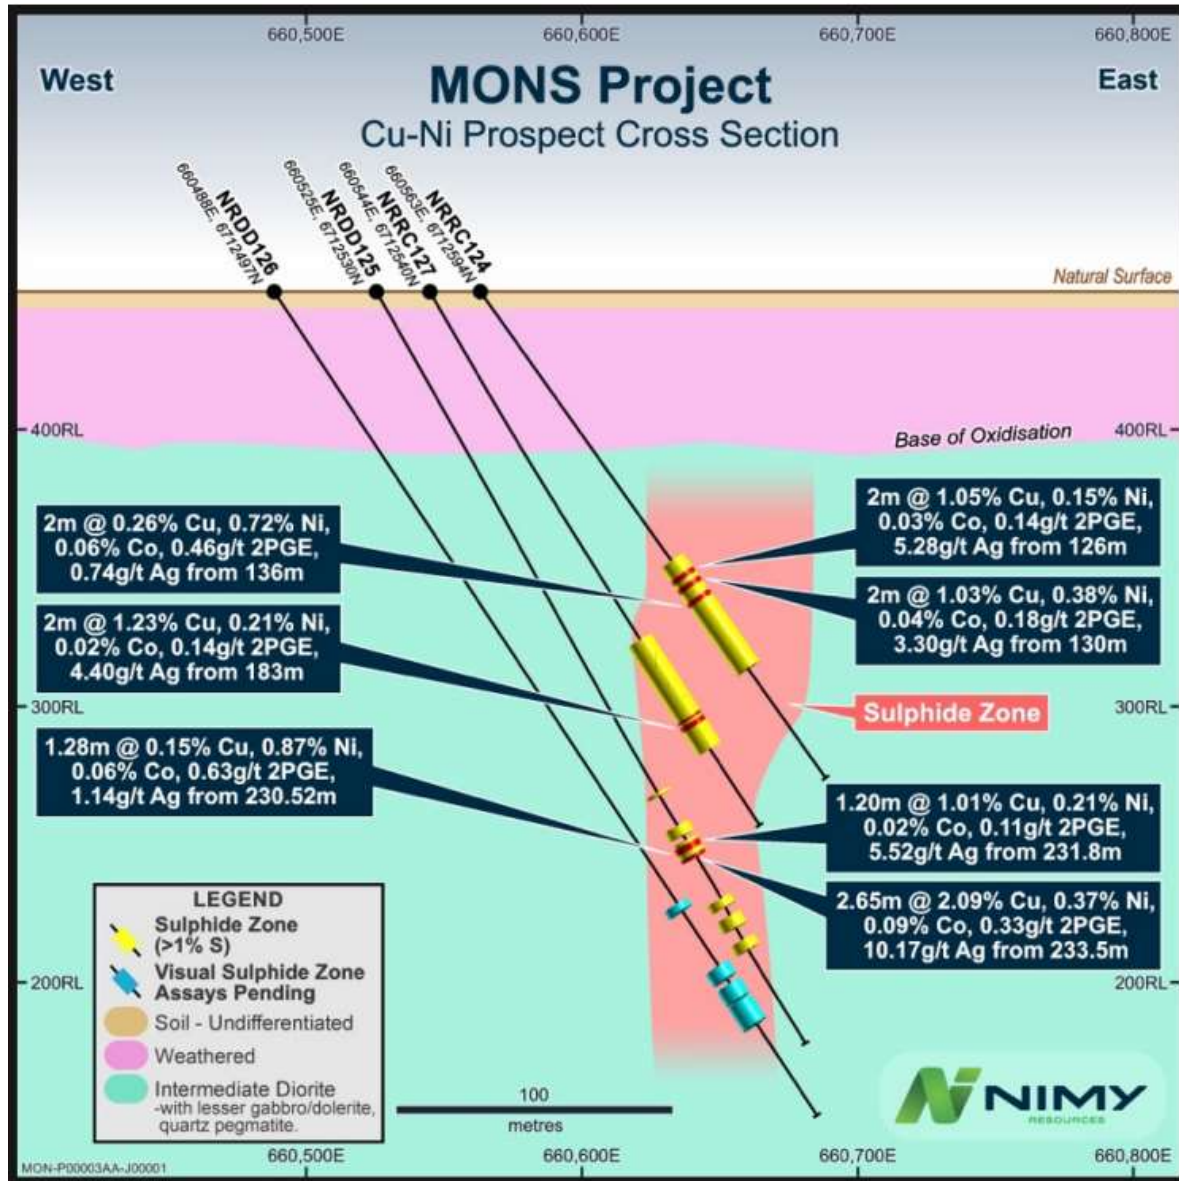 660,500E
660,600E
660,700E
660,800E
West
MONS Project
East
Cu-Ni Prospect Cross Section
NRDD126
660488E, 6712497N
NRDD125
660525E, 6712530N
NRRC127
660544E, 6712540N
NRRC124
660563E, 6712594N
Natural Surface
400RL
Base of Oxidisation
400RL
2m @ 0.26% Cu, 0.72% Ni,
0.06% Co, 0.46g/t 2PGE,
0.74g/t Ag from 136m
2m @ 1.05% Cu, 0.15% Ni,
0.03% Co, 0.14g/t 2PGE,
5.28g/t Ag from 126m
2m @ 1.23% Cu, 0.21% Ni,
0.02% Co, 0.14g/t 2PGE,
4.40g/t Ag from 183m
2m @ 1.03% Cu, 0.38% Ni,
0.04% Co, 0.18g/t 2PGE,
3.30g/t Ag from 130m
300RL
Sulphide Zone
300RL
1.28m @ 0.15% Cu, 0.87% Ni,
0.06% Co, 0.63g/t 2PGE,
1.14g/t Ag from 230.52m
1.20m @ 1.01% Cu, 0.21% Ni,
0.02% Co, 0.11g/t 2PGE,
5.52g/t Ag from 231.8m
2.65m @ 2.09% Cu, 0.37% Ni,
0.09% Co, 0.33g/t 2PGE,
10.17g/t Ag from 233.5m
200RL
200RL
LEGEND
Sulphide Zone
(>1% S)
Visual Sulphide Zone
Assays Pending
Soil - Undifferentiated
Weathered
Intermediate Diorite
-with lesser gabbro/dolerite,
quartz pegmatite.
100
metres
NIMY
RESOURCES
MON-P00003AA-J00001
660,500E
660,600E
660,700E
660,800E